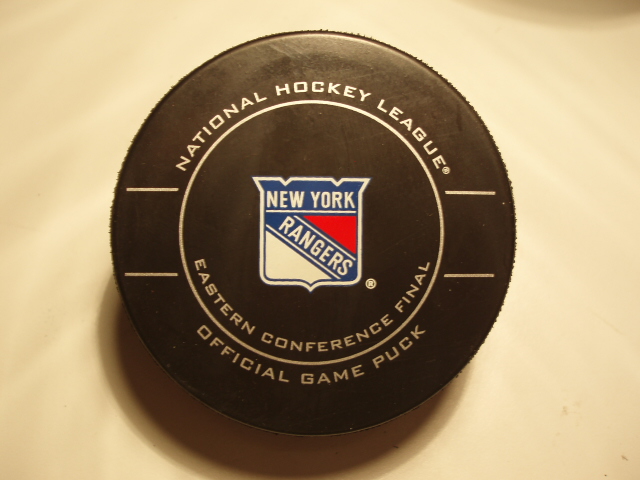 NATIONAL HOCKEY LEAGUE®
NEW YORK
RANGERS
®
EASTERN CONFERENCE FINAL
OFFICIAL GAME PUCK